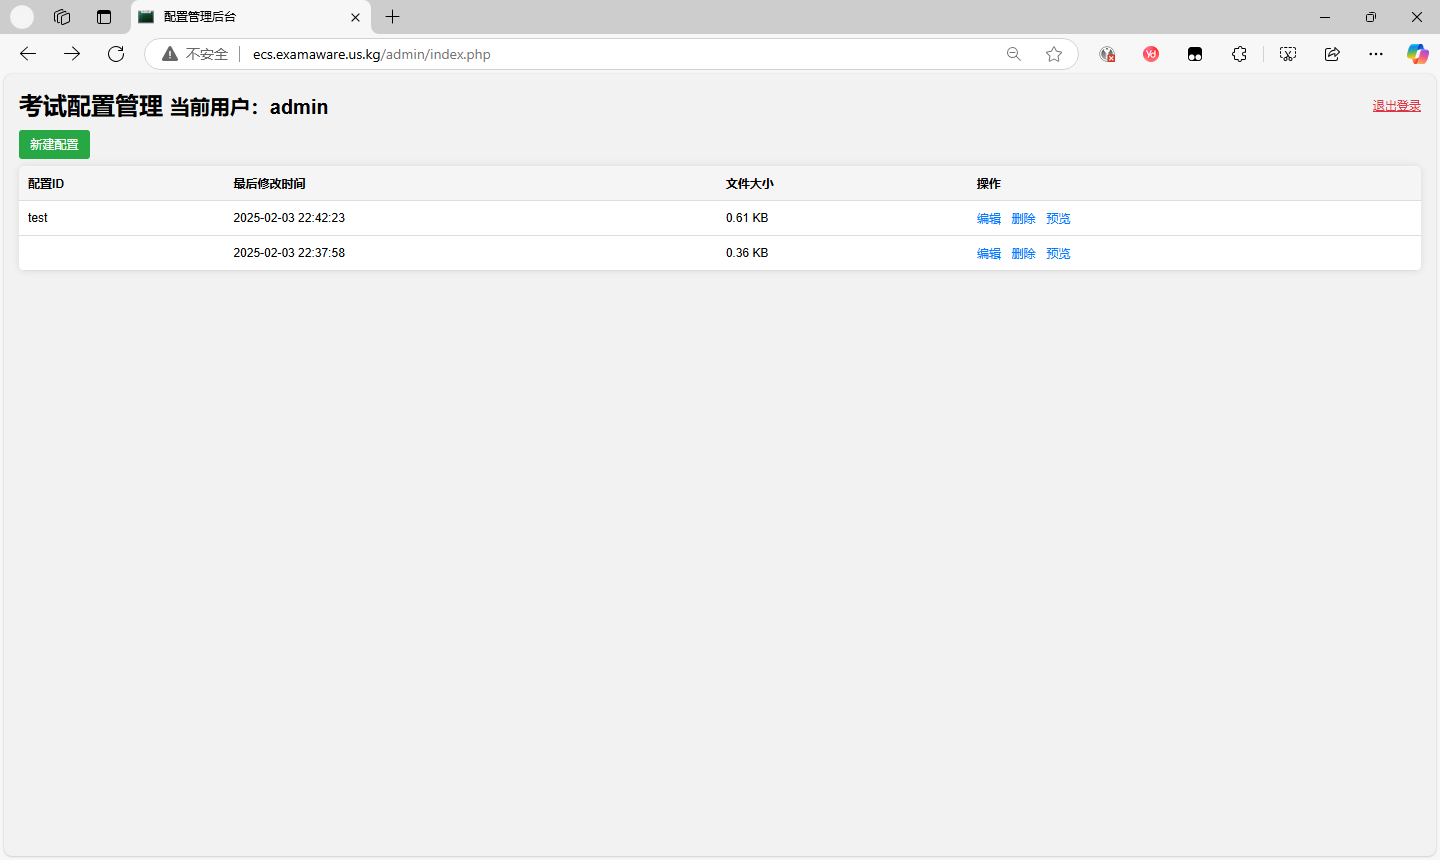 配置管理后台
不安全 ecs.examaware.us.kg/admin/index.php
考试配置管理 当前用户：admin
退出登录
新建配置
配置ID 最后修改时间 文件大小 操作
test 2025-02-03 22:42:23 0.61 KB 编辑 删除 预览
2025-02-03 22:37:58 0.36 KB 编辑 删除 预览